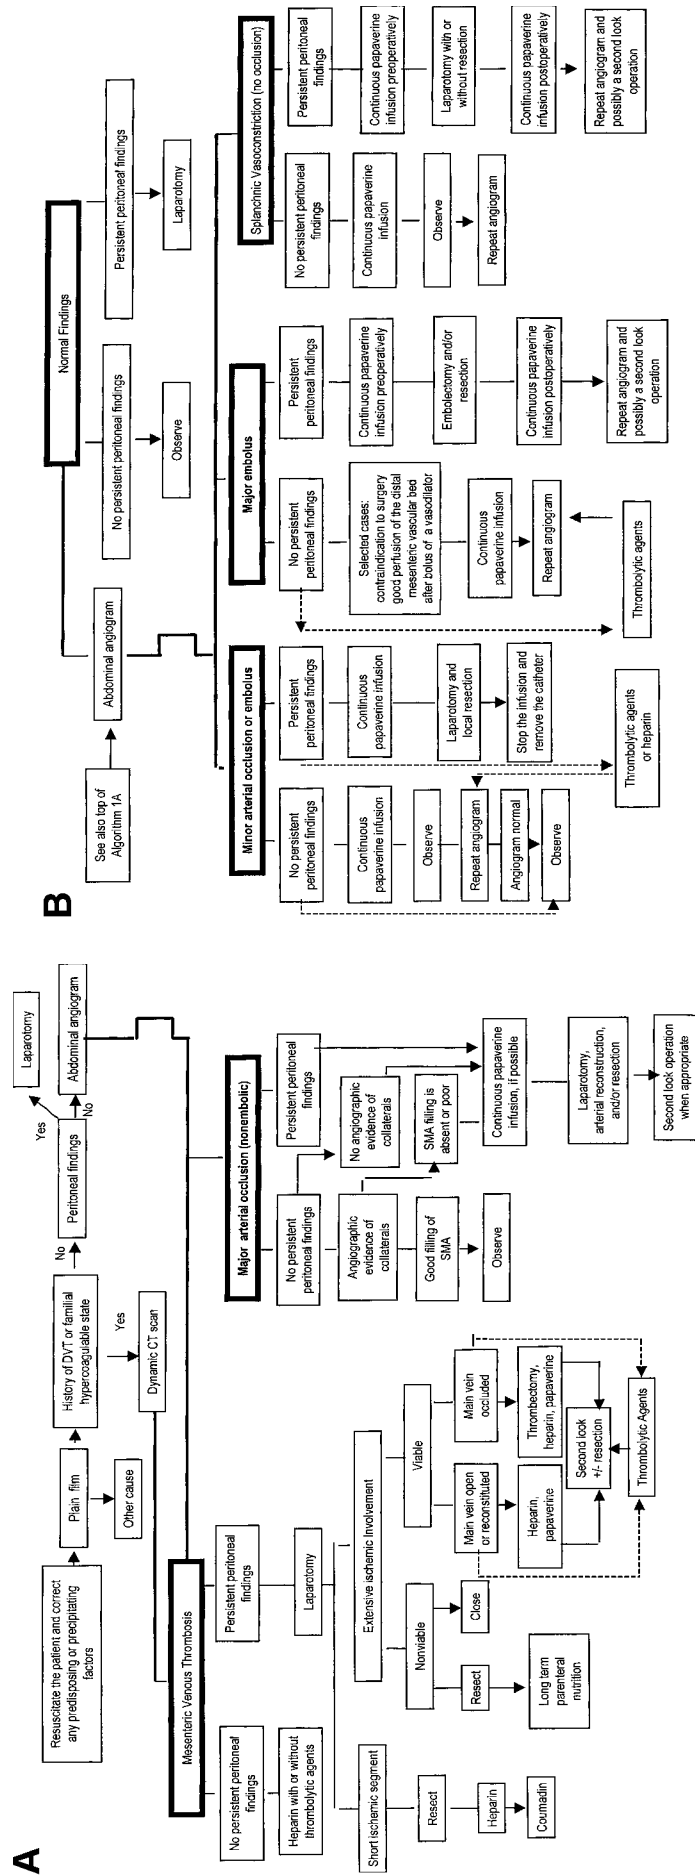 A
Resuscitate the patient and correct
any predisposing or precipitating
factors
Plain film
Other cause
History of DVT or familial
hypercoagulable state
No
Yes
Dynamic CT scan
Peritoneal findings
Yes
No
Laparotomy
Abdominal angiogram
Mesenteric Venous Thrombosis
No persistent peritoneal
findings
Heparin with or without
thrombolytic agents
Persistent peritoneal
findings
Laparotomy
Short ischemic segment
Resect
Heparin
Coumadin
Extensive ischemic Involvement
Nonviable
Resect
Close
Long term
parenteral
nutrition
Viable
Main vein open
or reconstituted
Heparin,
papaverine
Main vein
occluded
Thrombectomy,
heparin, papaverine
Second look
+/- resection
Thrombolytic Agents
Major arterial occlusion (nonembolic)
No persistent
peritoneal findings
Angiographic
evidence of
collaterals
Good filling of
SMA
Observe
No angiographic
evidence of
collaterals
SMA filling is
absent or poor
Persistent peritoneal
findings
Continuous papaverine
infusion, if possible
Laparotomy,
arterial reconstruction,
and/or resection
Second look operation
when appropriate
B
See also top of
Algorithm 1A
Abdominal angiogram
Normal Findings
No persistent peritoneal findings
Observe
Persistent peritoneal findings
Laparotomy
Minor arterial occlusion or embolus
No persistent
peritoneal findings
Continuous
papaverine infusion
Observe
Repeat angiogram
Angiogram normal
Observe
Persistent
peritoneal findings
Continuous
papaverine infusion
Laparotomy and
local resection
Stop the infusion and
remove the catheter
Thrombolytic agents
or heparin
Major embolus
No persistent
peritoneal findings
Selected cases:
contraindication to surgery
good perfusion of the distal
mesenteric vascular bed
after bolus of a vasodilator
Continuous
papaverine infusion
Repeat angiogram
Thrombolytic agents
Persistent
peritoneal findings
Continuous papaverine
infusion preoperatively
Embolectomy and/or
resection
Continuous papaverine
infusion postoperatively
Repeat angiogram and
possibly a second look
operation
Splanchnic Vasoconstriction (no occlusion)
No persistent peritoneal
findings
Continuous papaverine
infusion
Observe
Repeat angiogram
Persistent peritoneal
findings
Continuous papaverine
infusion preoperatively
Laparotomy with or
without resection
Continuous papaverine
infusion postoperatively
Repeat angiogram and
possibly a second look
operation